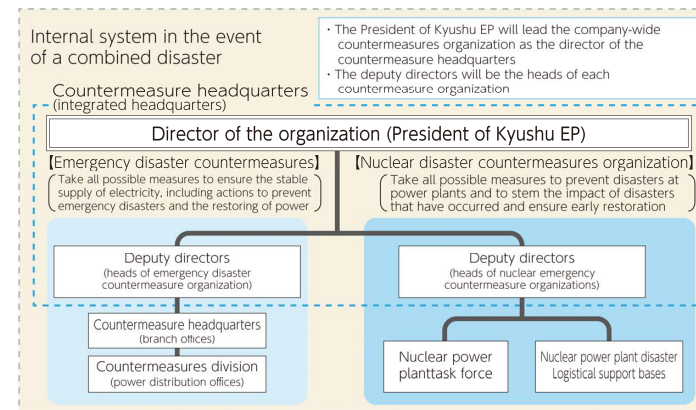 Internal system in the event
of a combined disaster
・The President of Kyushu EP will lead the company-wide
countermeasures organization as the director of the
countermeasure headquarters
・The deputy directors will be the heads of each
countermeasure organization
Countermeasure headquarters
(integrated headquarters)
Director of the organization (President of Kyushu EP)
【Emergency disaster countermeasures】
Take all possible measures to ensure the stable
supply of electricity, including actions to prevent
emergency disasters and the restoring of power
【Nuclear disaster countermeasures organization】
Take all possible measures to prevent disasters at
power plants and to stem the impact of disasters
that have occurred and ensure early restoration
Deputy directors
(heads of emergency disaster
countermeasure organization)
Countermeasure headquarters
(branch offices)
Countermeasures division
(power distribution offices)
Deputy directors
(heads of nuclear emergency
countermeasure organizations)
Nuclear power
planttask force
Nuclear power plant disaster
Logistical support bases